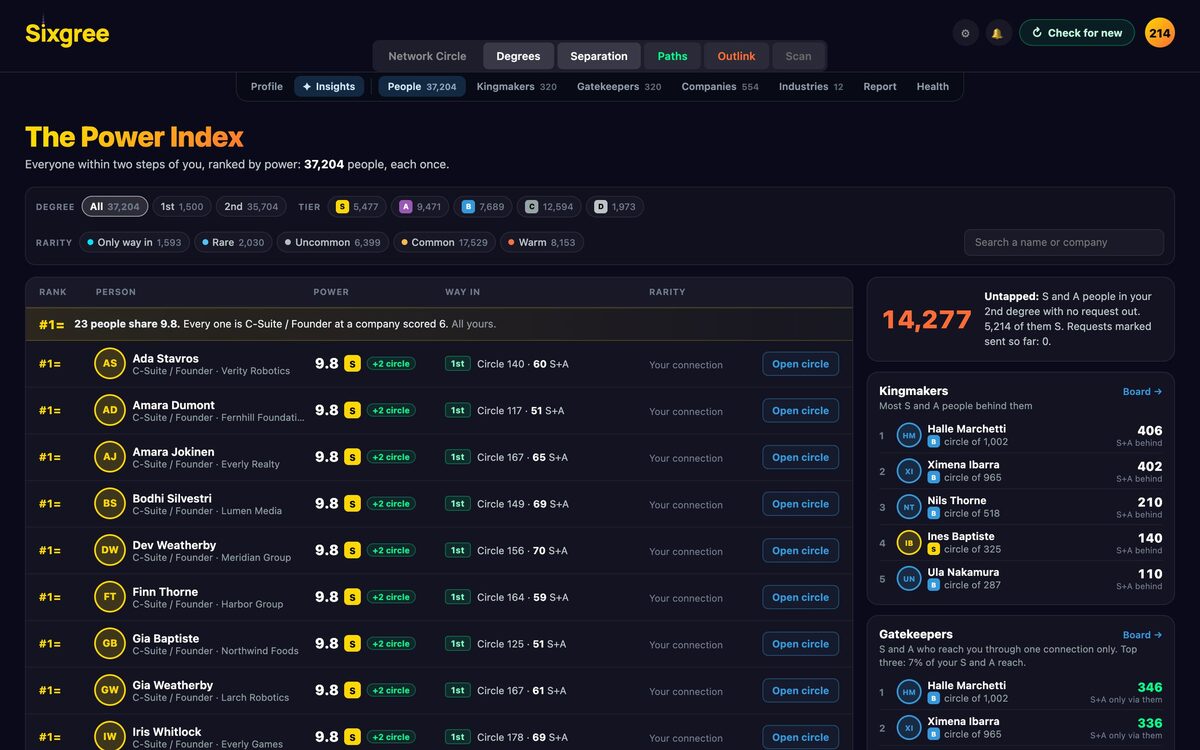 Sixgree
Network Circle
Degrees
Separation
Paths
Outlink
Scan
Check for new
214
Profile
Insights
People 37,204
Kingmakers 320
Gatekeepers 320
Companies 554
Industries 12
Report
Health
The Power Index
Everyone within two steps of you, ranked by power: 37,204 people, each once.
DEGREE All 37,204 1st 1,500 2nd 35,704 TIER S 5,477 A 9,471 B 7,689 C 12,594 D 1,973
RARITY Only way in 1,593 Rare 2,030 Uncommon 6,399 Common 17,529 Warm 8,153
Search a name or company
RANK PERSON POWER WAY IN RARITY
#1= 23 people share 9.8. Every one is C-Suite / Founder at a company scored 6. All yours.
#1= AS Ada Stavros 9.8 S +2 circle 1st Circle 140 · 60 S+A Your connection Open circle
C-Suite / Founder · Verity Robotics
#1= AD Amara Dumont 9.8 S +2 circle 1st Circle 117 · 51 S+A Your connection Open circle
C-Suite / Founder · Fernhill Foundati...
#1= AJ Amara Jokinen 9.8 S +2 circle 1st Circle 167 · 65 S+A Your connection Open circle
C-Suite / Founder · Everly Realty
#1= BS Bodhi Silvestri 9.8 S +2 circle 1st Circle 149 · 69 S+A Your connection Open circle
C-Suite / Founder · Lumen Media
#1= DW Dev Weatherby 9.8 S +2 circle 1st Circle 156 · 70 S+A Your connection Open circle
C-Suite / Founder · Meridian Group
#1= FT Finn Thorne 9.8 S +2 circle 1st Circle 164 · 59 S+A Your connection Open circle
C-Suite / Founder · Harbor Group
#1= GB Gia Baptiste 9.8 S +2 circle 1st Circle 125 · 51 S+A Your connection Open circle
C-Suite / Founder · Northwind Foods
#1= GW Gia Weatherby 9.8 S +2 circle 1st Circle 167 · 61 S+A Your connection Open circle
C-Suite / Founder · Larch Robotics
#1= IW Iris Whitlock 9.8 S +2 circle 1st Circle 178 · 69 S+A Your connection Open circle
C-Suite / Founder · Everly Games
14,277
Untapped: S and A people in your
2nd degree with no request out.
5,214 of them S. Requests marked
sent so far: 0.
Kingmakers Board →
Most S and A people behind them
1 HM Halle Marchetti 406
B circle of 1,002 S+A behind
2 XI Ximena Ibarra 402
B circle of 965 S+A behind
3 NT Nils Thorne 210
B circle of 518 S+A behind
4 IB Ines Baptiste 140
S circle of 325 S+A behind
5 UN Ula Nakamura 110
B circle of 287 S+A behind
Gatekeepers Board →
S and A who reach you through one connection only. Top
three: 7% of your S and A reach.
1 HM Halle Marchetti 346
B circle of 1,002 S+A only via them
2 XI Ximena Ibarra 336
B circle of 965 S+A only via them